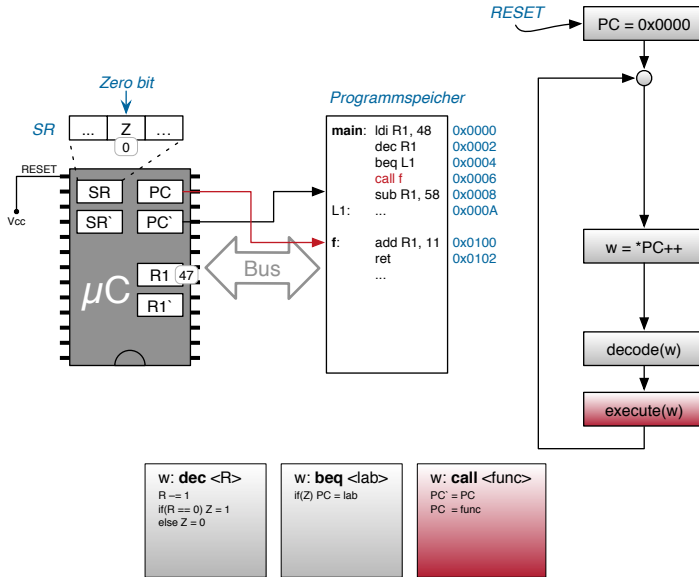 RESET
PC = 0x0000
Zero bit
Programmspeicher
SR
... Z …
0
main: ldi R1, 48 0x0000
dec R1 0x0002
beq L1 0x0004
call f 0x0006
sub R1, 58 0x0008
L1: ... 0x000A
f: add R1, 11 0x0100
ret 0x0102
...
RESET
Vcc
SR PC
SR` PC`
R1 47
R1`
µC
Bus
w = *PC++
decode(w)
execute(w)
w: dec <R>
R −= 1
if(R == 0) Z = 1
else Z = 0
w: beq <lab>
if(Z) PC = lab
w: call <func>
PC` = PC
PC = func